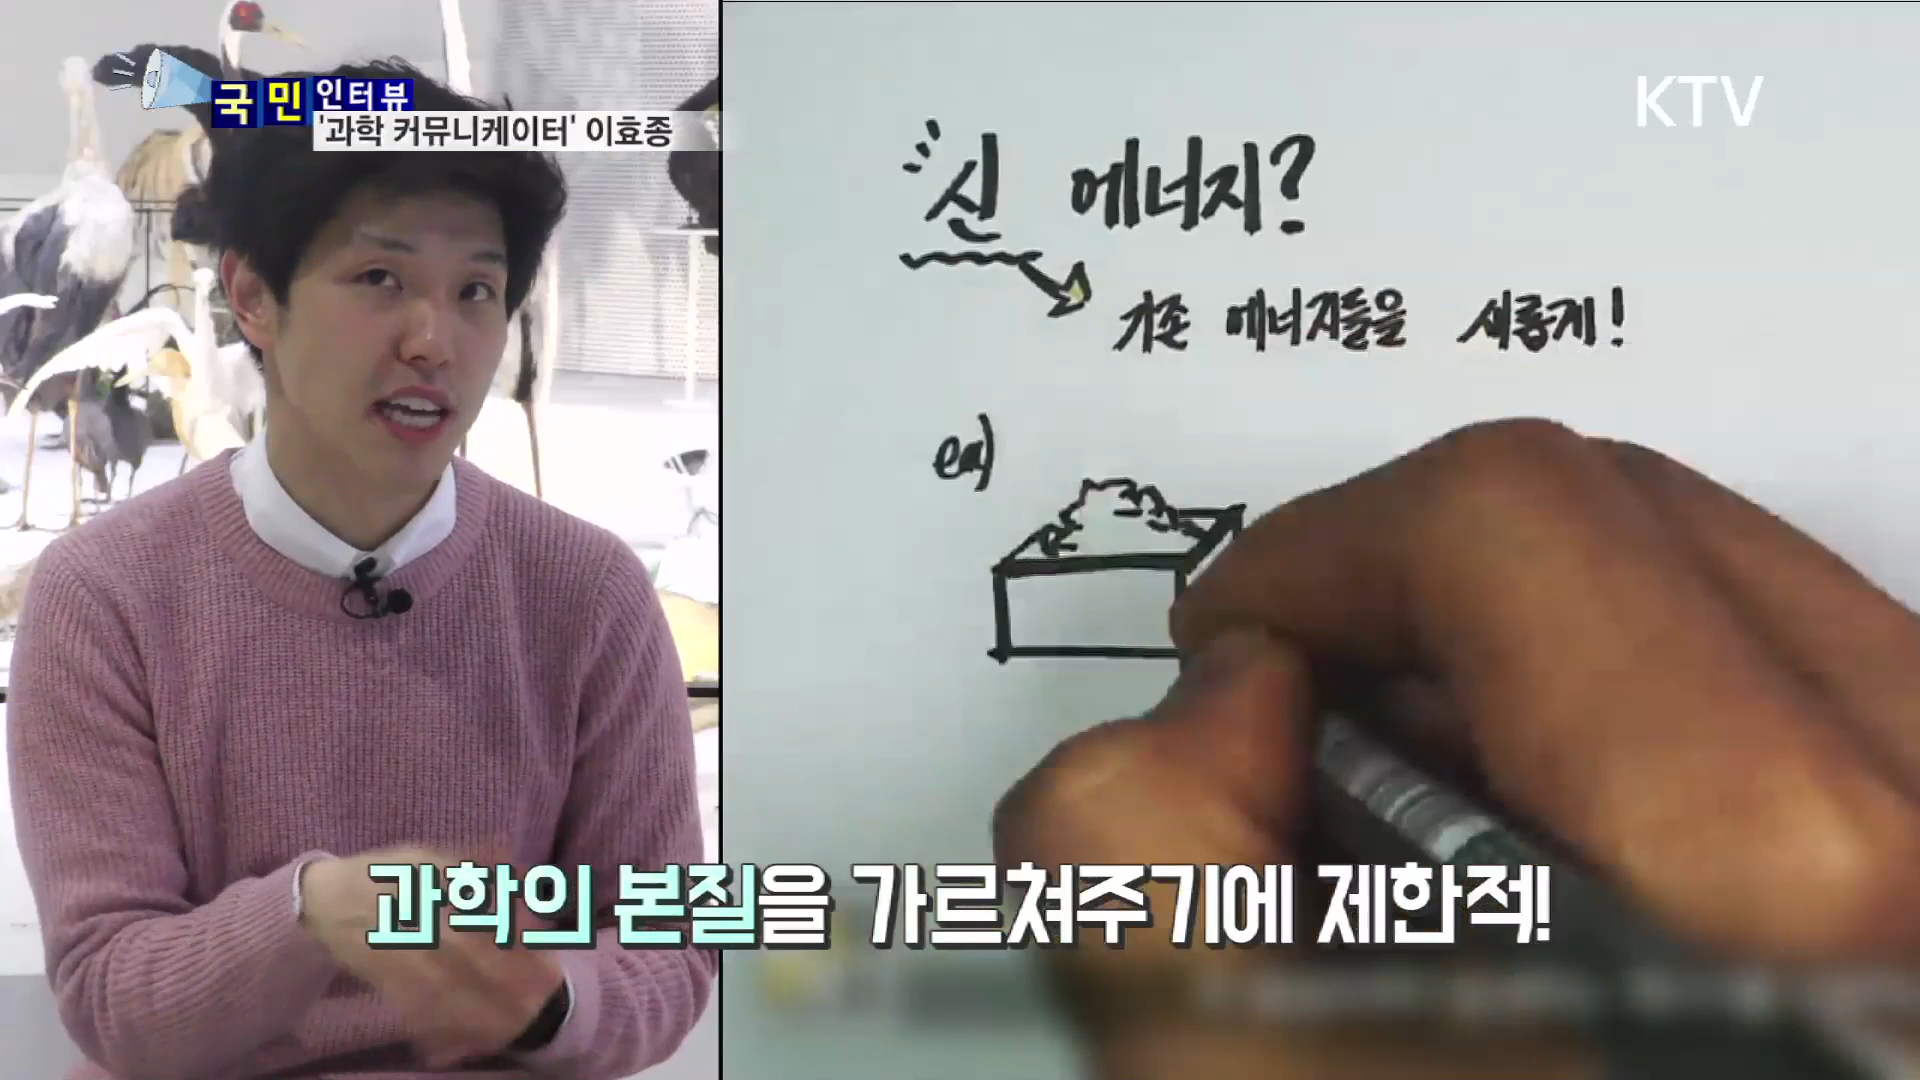 국민 인터뷰
'과학 커뮤니케이터' 이효종
KTV
신 에너지?
기존 에너지들을 새롭게!
ex)
과학의 본질을 가르쳐주기에 제한적!